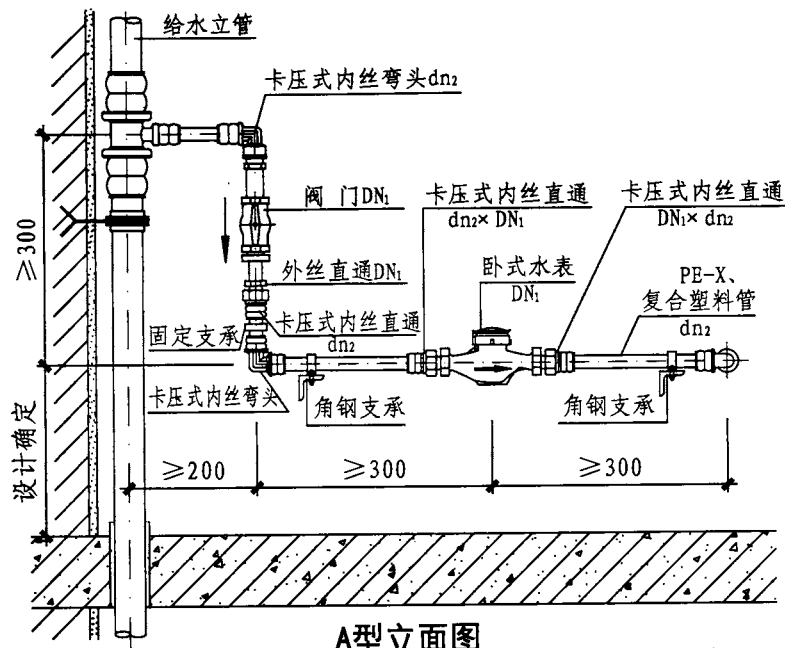 给水立管
卡压式内丝弯头dn₂
阀 门DN₁
卡压式内丝直通
dn₂×DN₁
卡压式内丝直通
DN₁×dn₂
≥300
外丝直通DN₁
卧式水表
DN₁
PE-X、
复合塑料管
dn₂
固定支承
卡压式内丝直通
dn₂
卡压式内丝弯头
角钢支承
角钢支承
设计确定
≥200
≥300
≥300
A型立面图